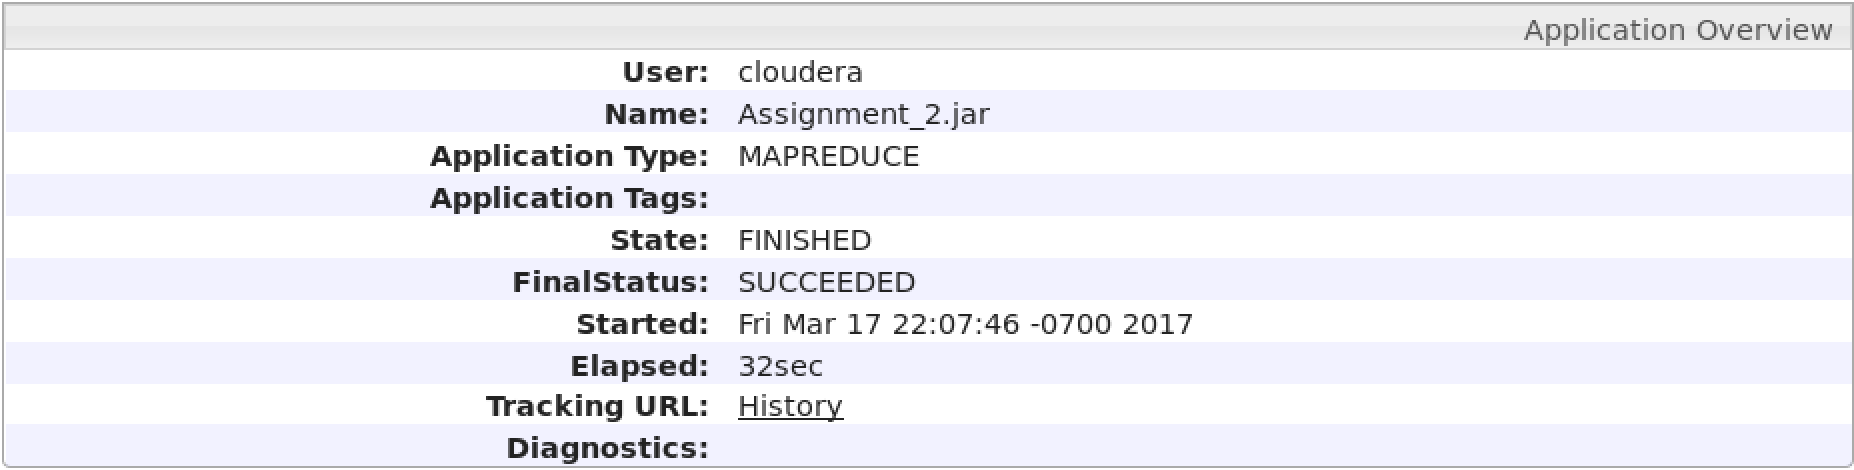 Application Overview
User: cloudera
Name: Assignment_2.jar
Application Type: MAPREDUCE
Application Tags:
State: FINISHED
FinalStatus: SUCCEEDED
Started: Fri Mar 17 22:07:46 -0700 2017
Elapsed: 32sec
Tracking URL: History
Diagnostics: